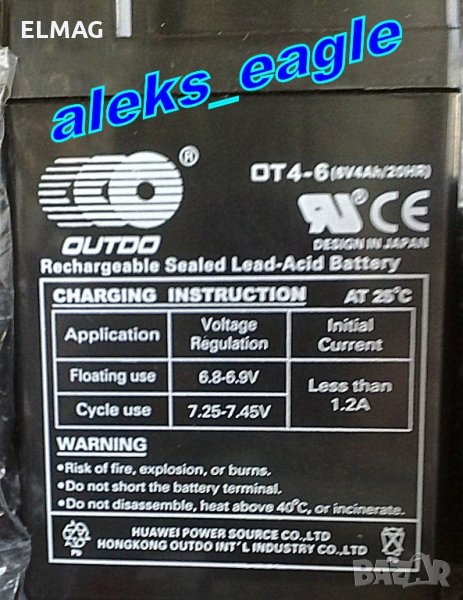 ELMAG
aleks_eagle
®
OT4-6(6V4Ah/20HR)
OUTDO
CE
DESIGN IN JAPAN
Rechargeable Sealed Lead-Acid Battery
CHARGING INSTRUCTION AT 25°C
Application
Voltage
Regulation
Initial
Current
Floating use
6.8-6.9V
Less than
1.2A
Cycle use
7.25-7.45V
WARNING
•Risk of fire, explosion, or burns.
•Do not short the battery terminal.
•Do not disassemble, heat above 40°C, or incinerate.
Pb
HUAWEI POWER SOURCE CO.,LTD
HONGKONG OUTDO INT'L INDUSTRY CO.,LTD
BAZAR